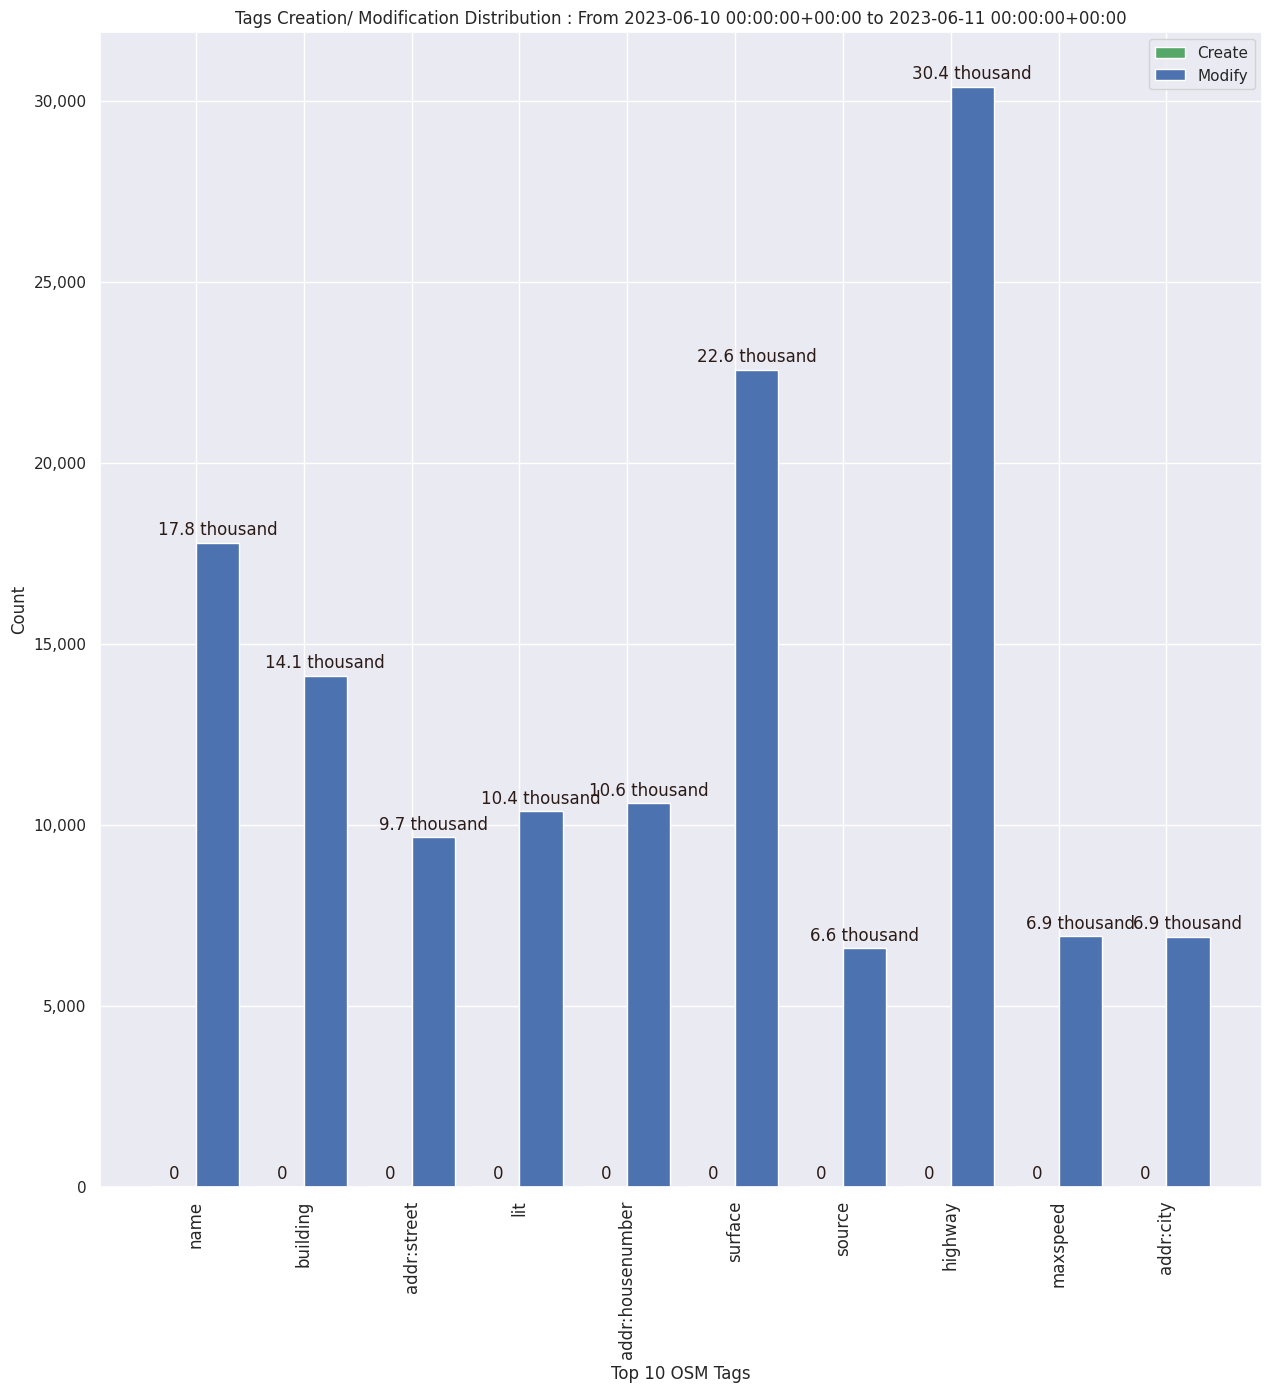 Tags Creation/ Modification Distribution : From 2023-06-10 00:00:00+00:00 to 2023-06-11 00:00:00+00:00
Create
Modify
30.4 thousand
30,000
25,000
22.6 thousand
20,000
17.8 thousand
15,000
14.1 thousand
10.6 thousand
10.4 thousand
10,000
9.7 thousand
6.9 thousand
6.9 thousand
6.6 thousand
5,000
0
0
0
0
0
0
0
0
0
0
0
Count
name
building
addr:street
lit
addr:housenumber
surface
source
highway
maxspeed
addr:city
Top 10 OSM Tags